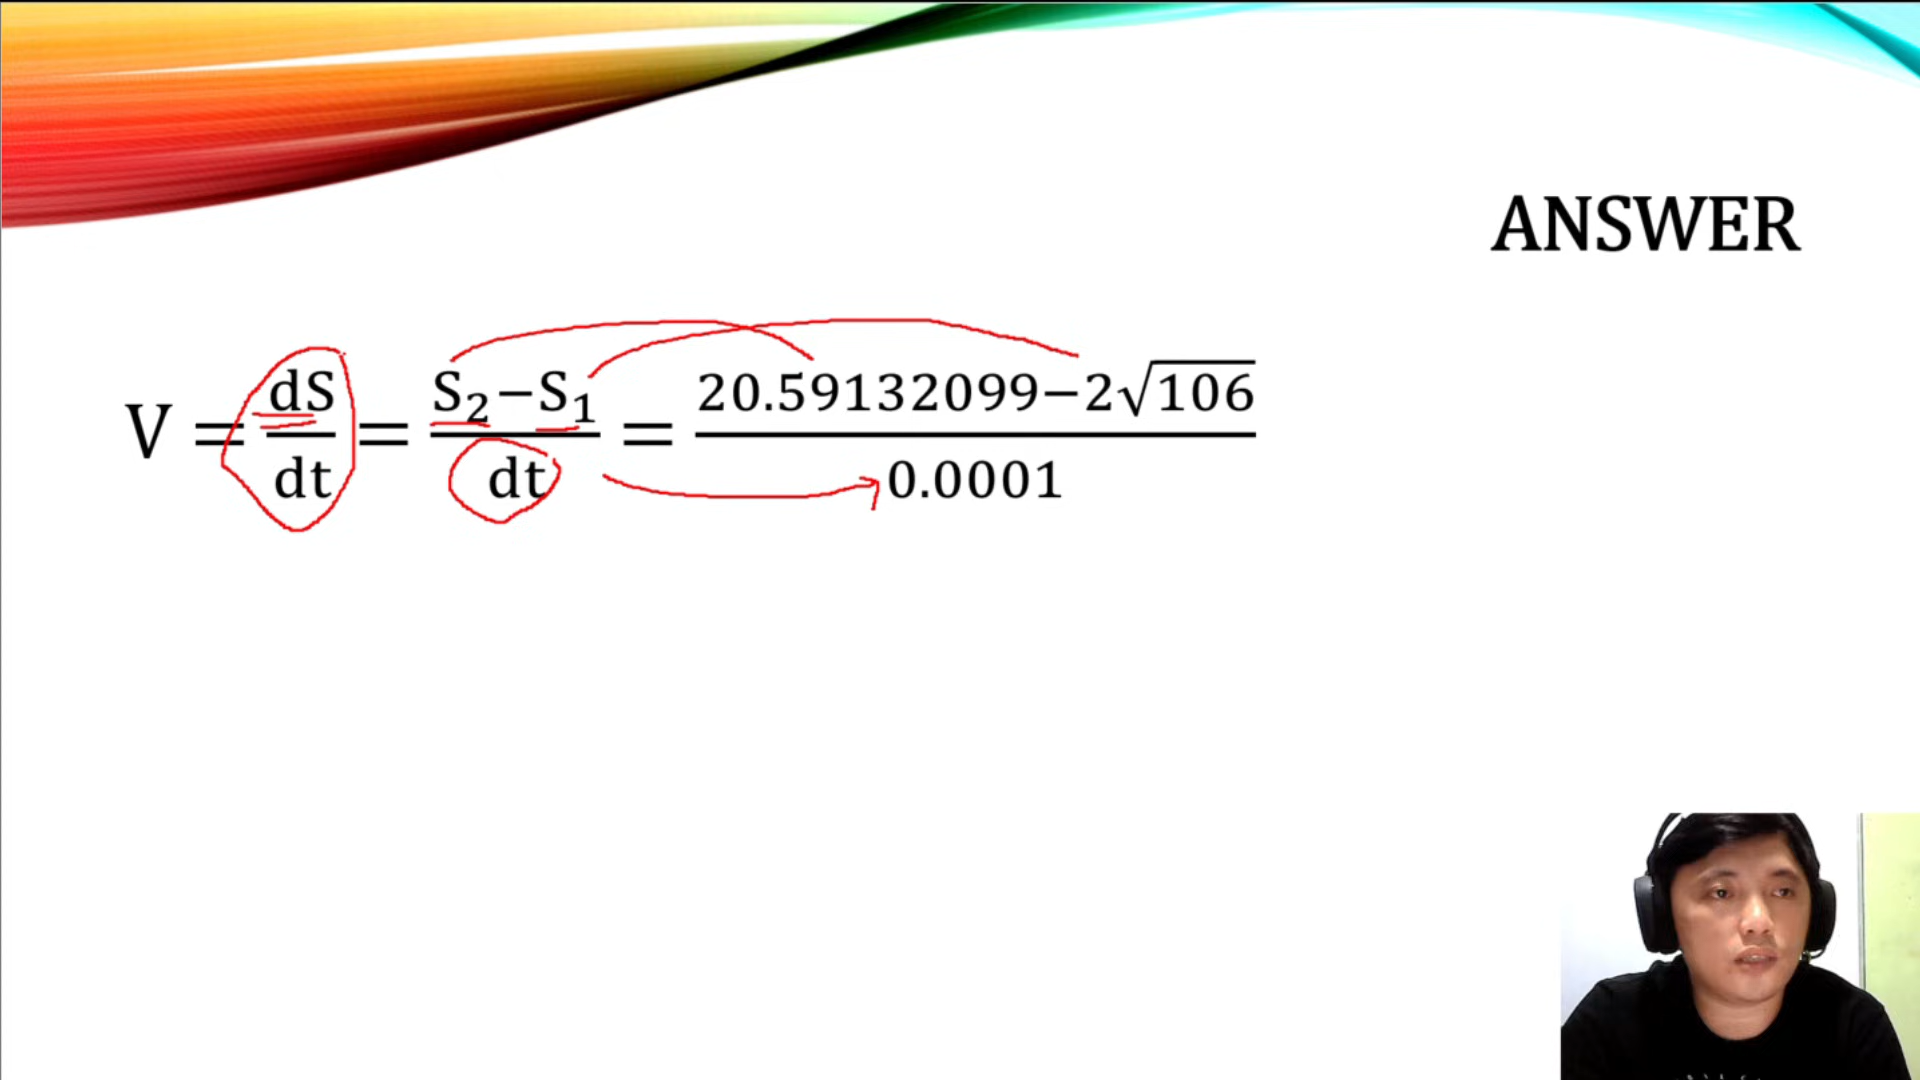 ANSWER
V = dS/dt = S₂−S₁/dt = 20.59132099−2√106/0.0001